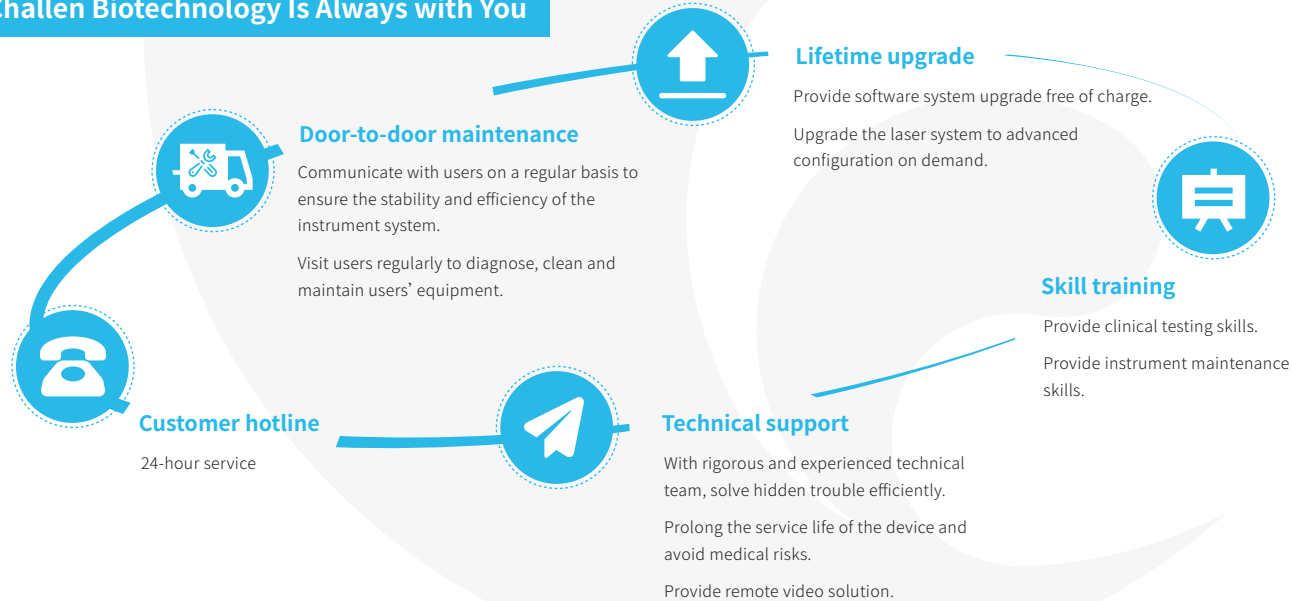 Challen Biotechnology Is Always with You
Lifetime upgrade
Provide software system upgrade free of charge.
Upgrade the laser system to advanced
configuration on demand.
Door-to-door maintenance
Communicate with users on a regular basis to
ensure the stability and efficiency of the
instrument system.
Visit users regularly to diagnose, clean and
maintain users’ equipment.
Skill training
Provide clinical testing skills.
Provide instrument maintenance
skills.
Customer hotline
24-hour service
Technical support
With rigorous and experienced technical
team, solve hidden trouble efficiently.
Prolong the service life of the device and
avoid medical risks.
Provide remote video solution.